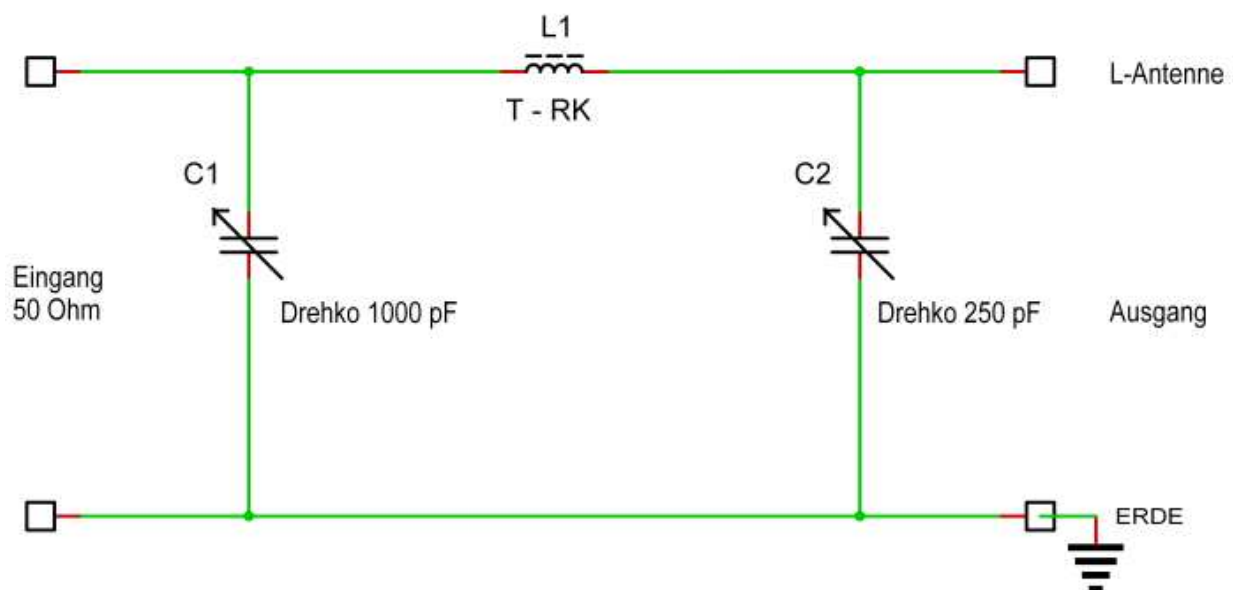 L1
L-Antenne
T - RK
C1
C2
Eingang
50 Ohm
Drehko 1000 pF
Drehko 250 pF
Ausgang
ERDE